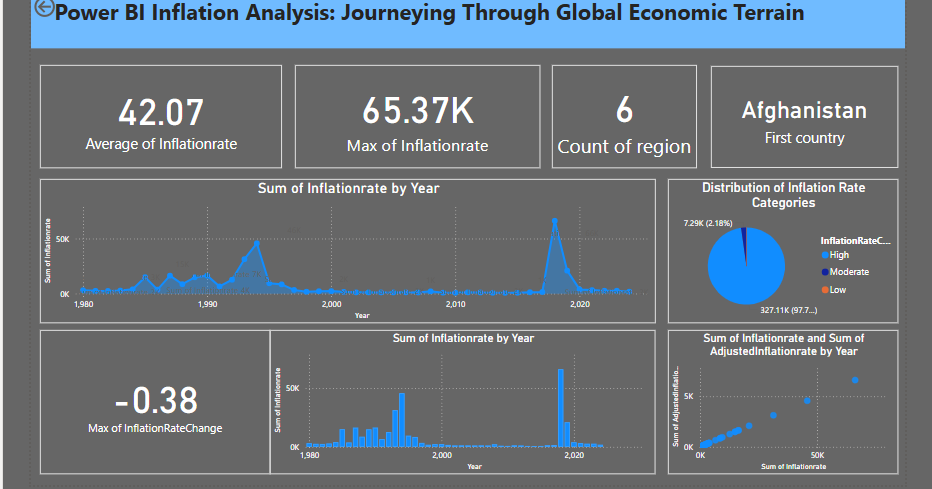 Power BI Inflation Analysis: Journeying Through Global Economic Terrain
42.07
Average of Inflationrate
65.37K
Max of Inflationrate
6
Count of region
Afghanistan
First country
Sum of Inflationrate by Year
Sum of Inflationrate
50K
0K
1,980
1,990
2,000
2,010
2,020
Year
Distribution of Inflation Rate
Categories
7.29K (2.18%)
327.11K (97.7...)
InflationRateC...
High
Moderate
Low
-0.38
Max of InflationRateChange
Sum of Inflationrate by Year
Sum of Inflationrate
50K
0K
1,980
2,000
2,020
Year
Sum of Inflationrate and Sum of
AdjustedInflationrate by Year
Sum of AdjustedInflatio...
5K
0K
0K
50K
Sum of Inflationrate